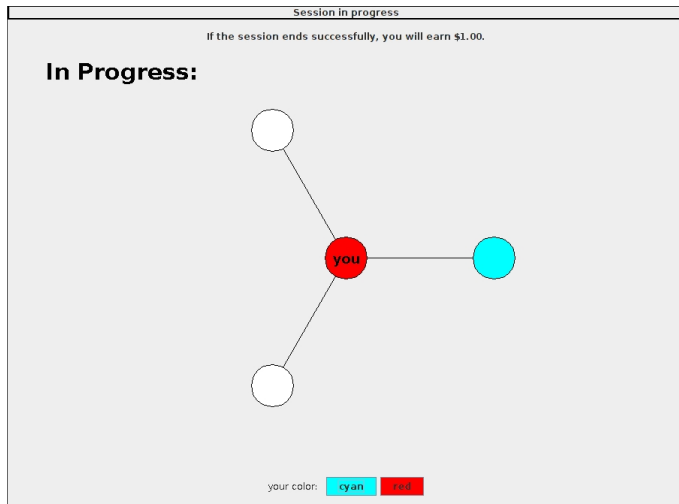 Session in progress
If the session ends successfully, you will earn $1.00.
In Progress:
you
your color: cyan red